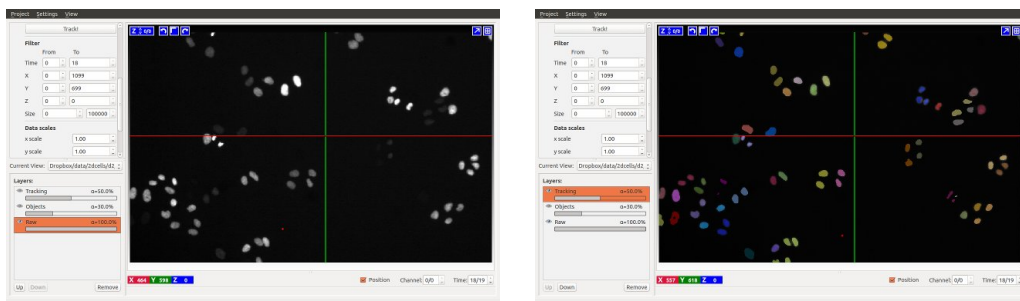 Project Settings View
Track!
Filter
From To
Time 0 18
X 0 1099
Y 0 699
Z 0 0
Size 0 100000
Data scales
x scale 1.00
y scale 1.00
Current View: Dropbox/data/2dcells/d2
Layers:
Tracking α=50.0%
Objects α=30.0%
Raw α=100.0%
Up Down Remove
Z 0/0
X 464 Y 598 Z 0
Position Channel: 0/0 Time: 18/19
Project Settings View
Track!
Filter
From To
Time 0 18
X 0 1099
Y 0 699
Z 0 0
Size 0 100000
Data scales
x scale 1.00
y scale 1.00
Current View: Dropbox/data/2dcells/d2
Layers:
Tracking α=50.0%
Objects α=30.0%
Raw α=100.0%
Up Down Remove
Z 0/0
X 557 Y 618 Z 0
Position Channel: 0/0 Time: 18/19